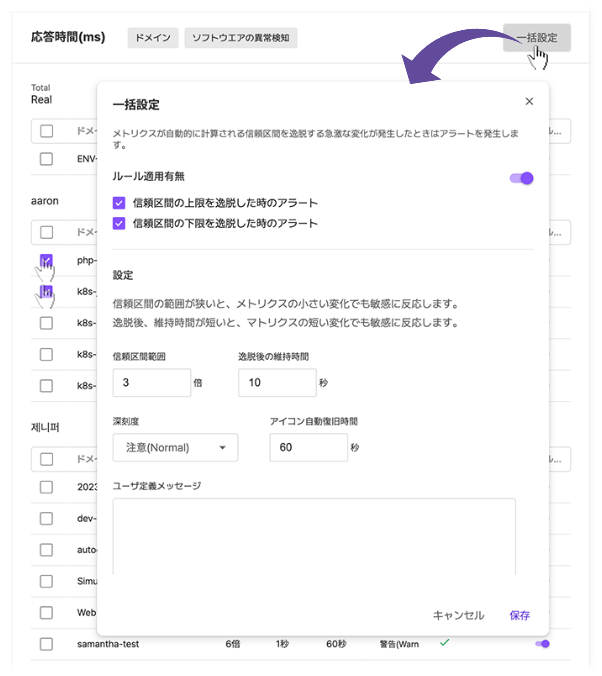 応答時間(ms) ドメイン ソフトウエアの異常検知 一括設定
Total
Real
一括設定
メトリクスが自動的に計算される信頼区間を逸脱する急激な変化が発生したときはアラートを発生しま
す。
ドメ
ル...
ENV-
ルール適用有無
aaron
信頼区間の上限を逸脱した時のアラート
信頼区間の下限を逸脱した時のアラート
ドメ
ル...
php-
設定
k8s-
信頼区間の範囲が狭いと、メトリクスの小さい変化でも敏感に反応します。
逸脱後、維持時間が短いと、マトリクスの短い変化でも敏感に反応します。
k8s-
k8s-
信頼区間範囲 逸脱後の維持時間
3 倍 10 秒
k8s-
深刻度 アイコン自動復旧時間
제니퍼
注意(Normal) 60 秒
ドメ
ル...
2023
ユーザ定義メッセージ
dev-
auto
Simu
Web
キャンセル 保存
samantha-test 6倍 1秒 60秒 警告(Warn